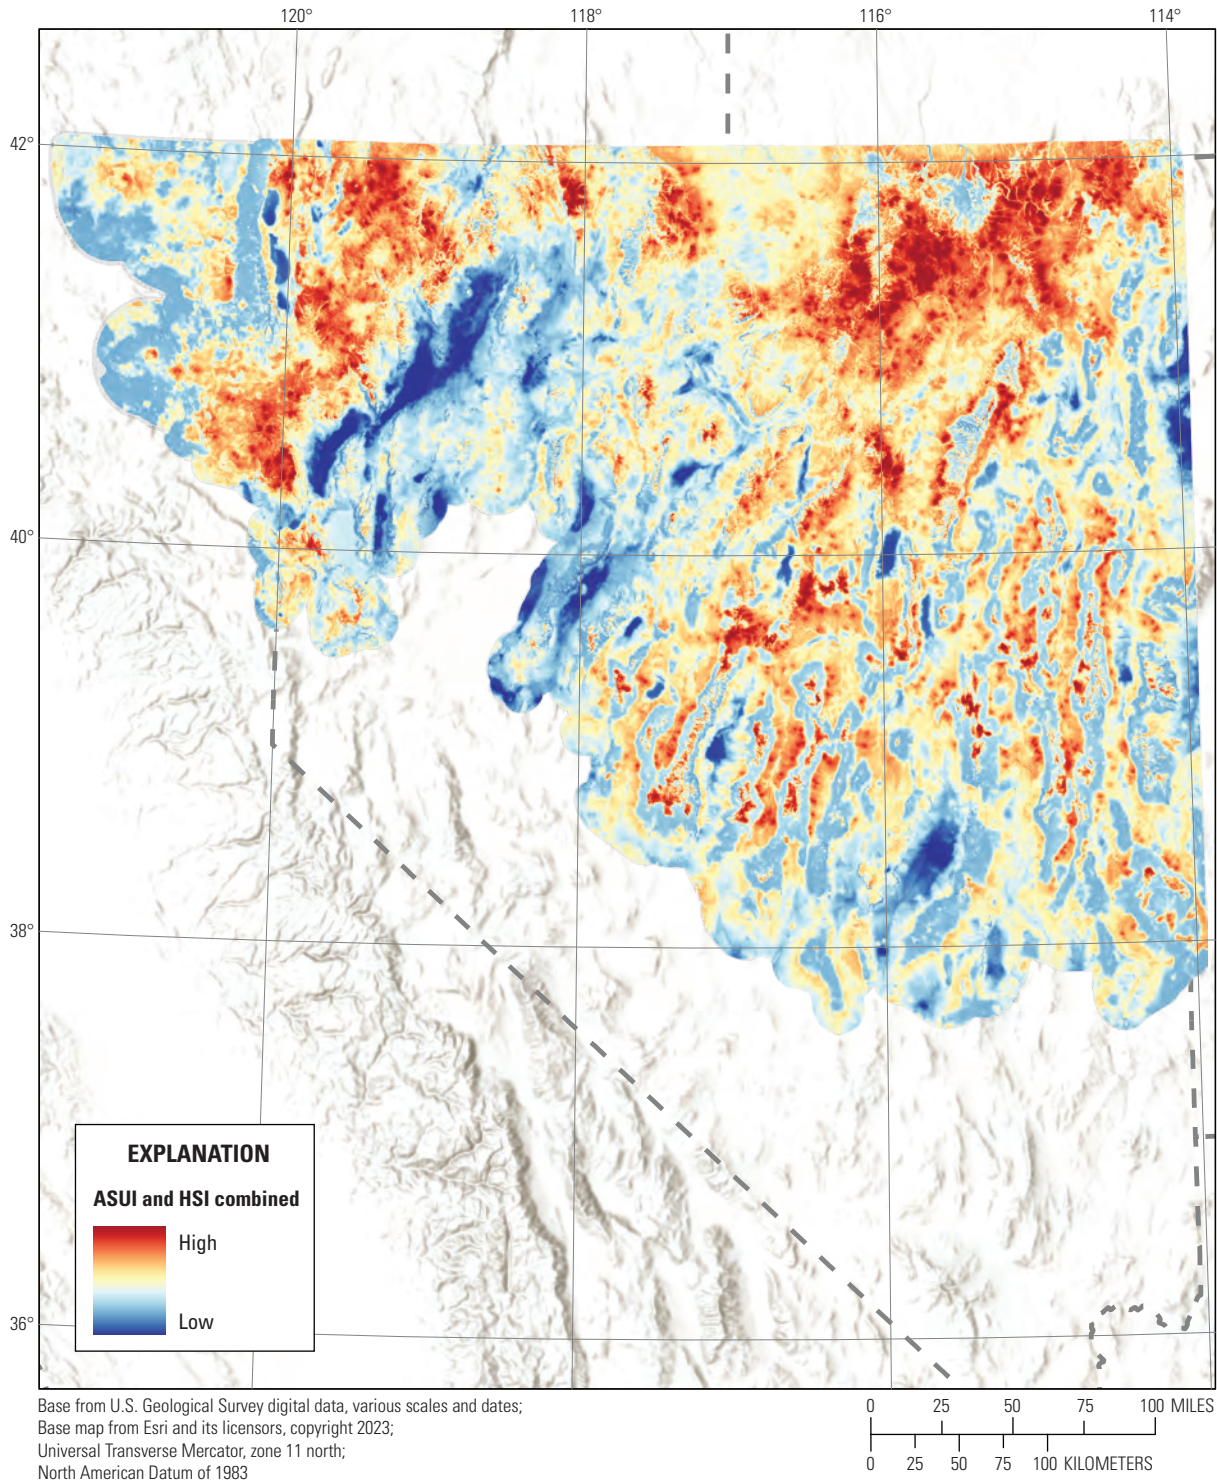 120° 118° 116° 114°
42°
40°
38°
36°
EXPLANATION
ASUI and HSI combined
High
Low
Base from U.S. Geological Survey digital data, various scales and dates;
Base map from Esri and its licensors, copyright 2023;
Universal Transverse Mercator, zone 11 north;
North American Datum of 1983
0 25 50 75 100 MILES
0 25 50 75 100 KILOMETERS